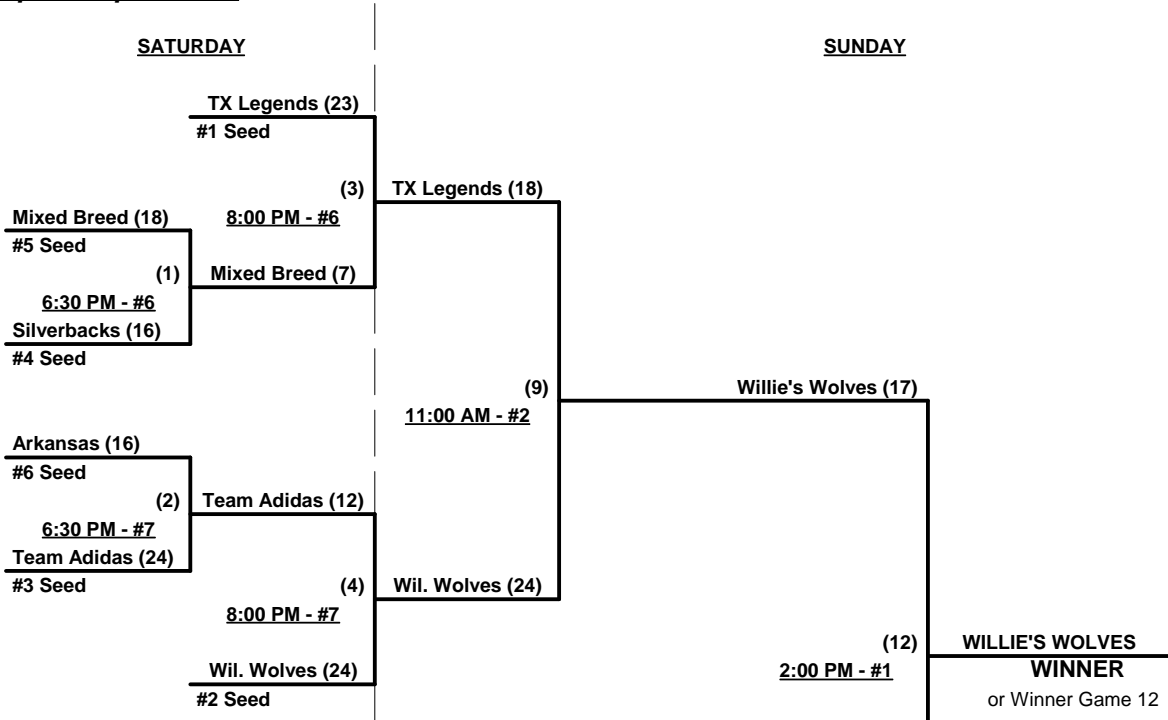 SATURDAY
SUNDAY
TX Legends (23)
#1 Seed
(3)
TX Legends (18)
Mixed Breed (18)
8:00 PM - #6
#5 Seed
(1)
Mixed Breed (7)
6:30 PM - #6
Silverbacks (16)
#4 Seed
(9)
Willie's Wolves (17)
11:00 AM - #2
Arkansas (16)
#6 Seed
(2)
Team Adidas (12)
6:30 PM - #7
Team Adidas (24)
#3 Seed
(4)
Wil. Wolves (24)
8:00 PM - #7
(12)
WILLIE'S WOLVES
Wil. Wolves (24)
2:00 PM - #1
WINNER
#2 Seed
or Winner Game 12